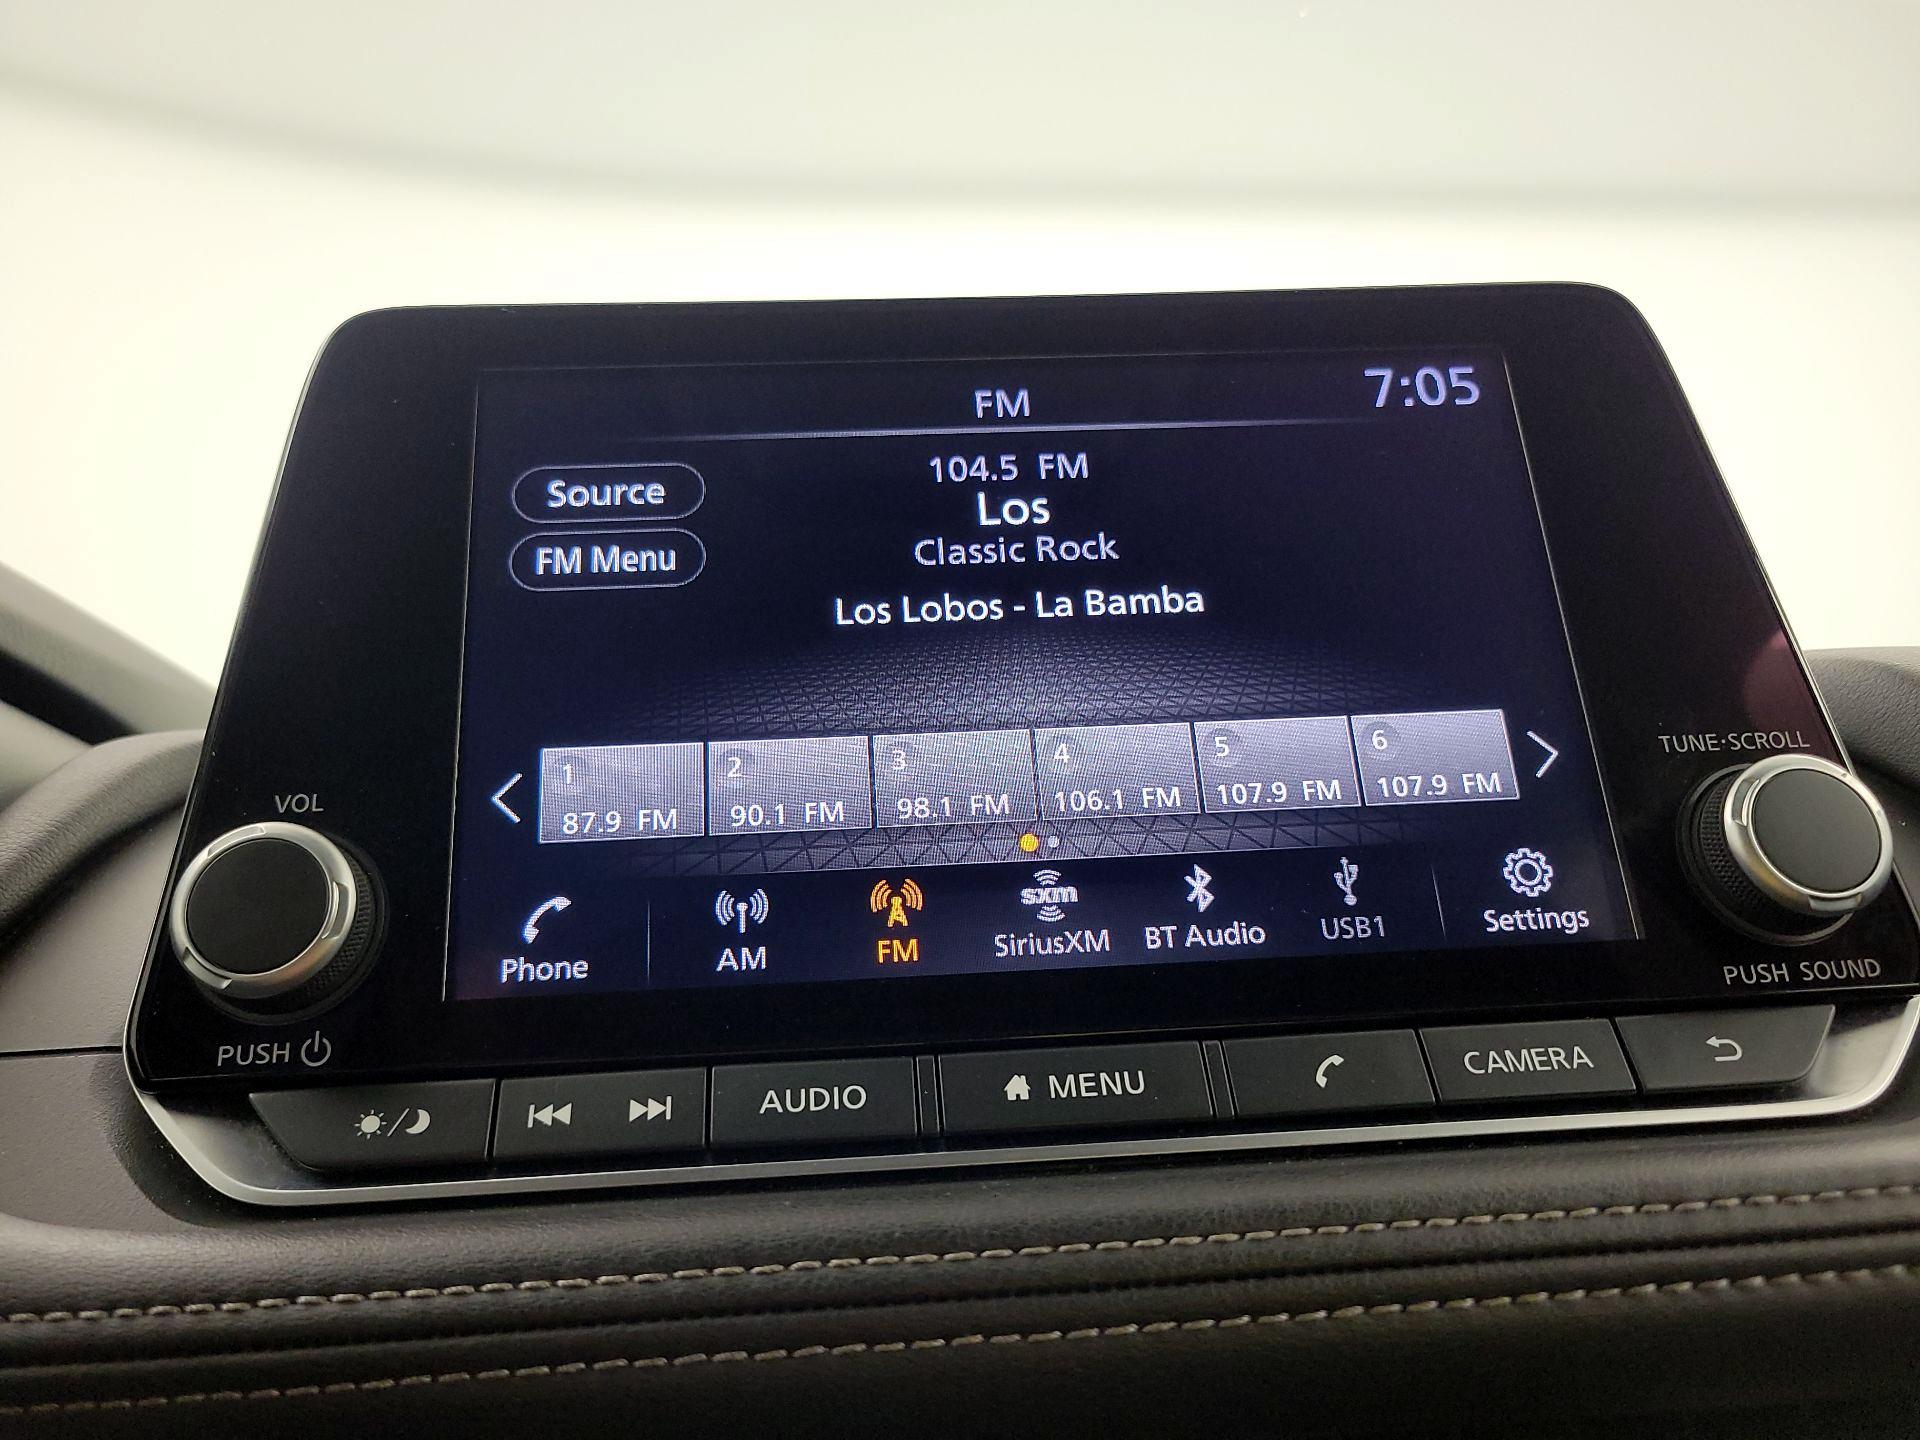 FM
7:05
Source
104.5 FM
Los
FM Menu
Classic Rock
Los Lobos - La Bamba
1
87.9 FM
2
90.1 FM
3
98.1 FM
4
106.1 FM
5
107.9 FM
6
107.9 FM
VOL
TUNE·SCROLL
Phone
AM
FM
sxm
SiriusXM
BT Audio
USB1
Settings
PUSH
PUSH SOUND
AUDIO
MENU
CAMERA